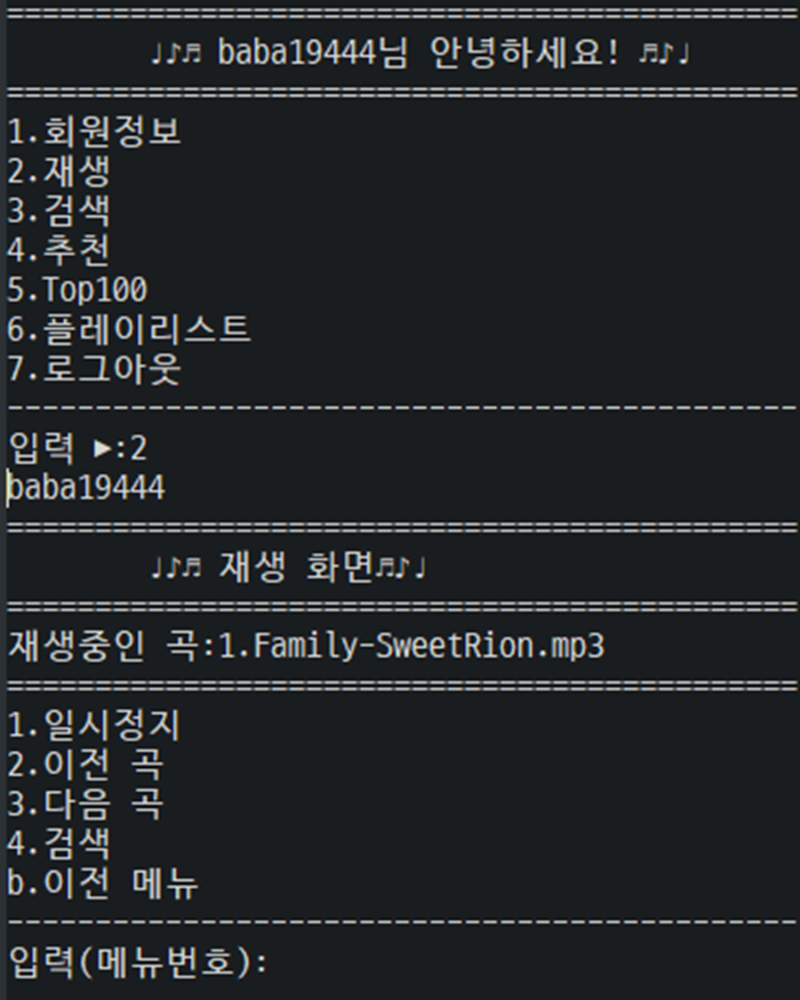 =============================================
♩♪♬ baba19444님 안녕하세요! ♬♪♩
=============================================
1.회원정보
2.재생
3.검색
4.추천
5.Top100
6.플레이리스트
7.로그아웃
---------------------------------------------
입력 ▶:2
baba19444
=============================================
♩♪♬ 재생 화면♬♪♩
=============================================
재생중인 곡:1.Family-SweetRion.mp3
=============================================
1.일시정지
2.이전 곡
3.다음 곡
4.검색
b.이전 메뉴
---------------------------------------------
입력(메뉴번호):